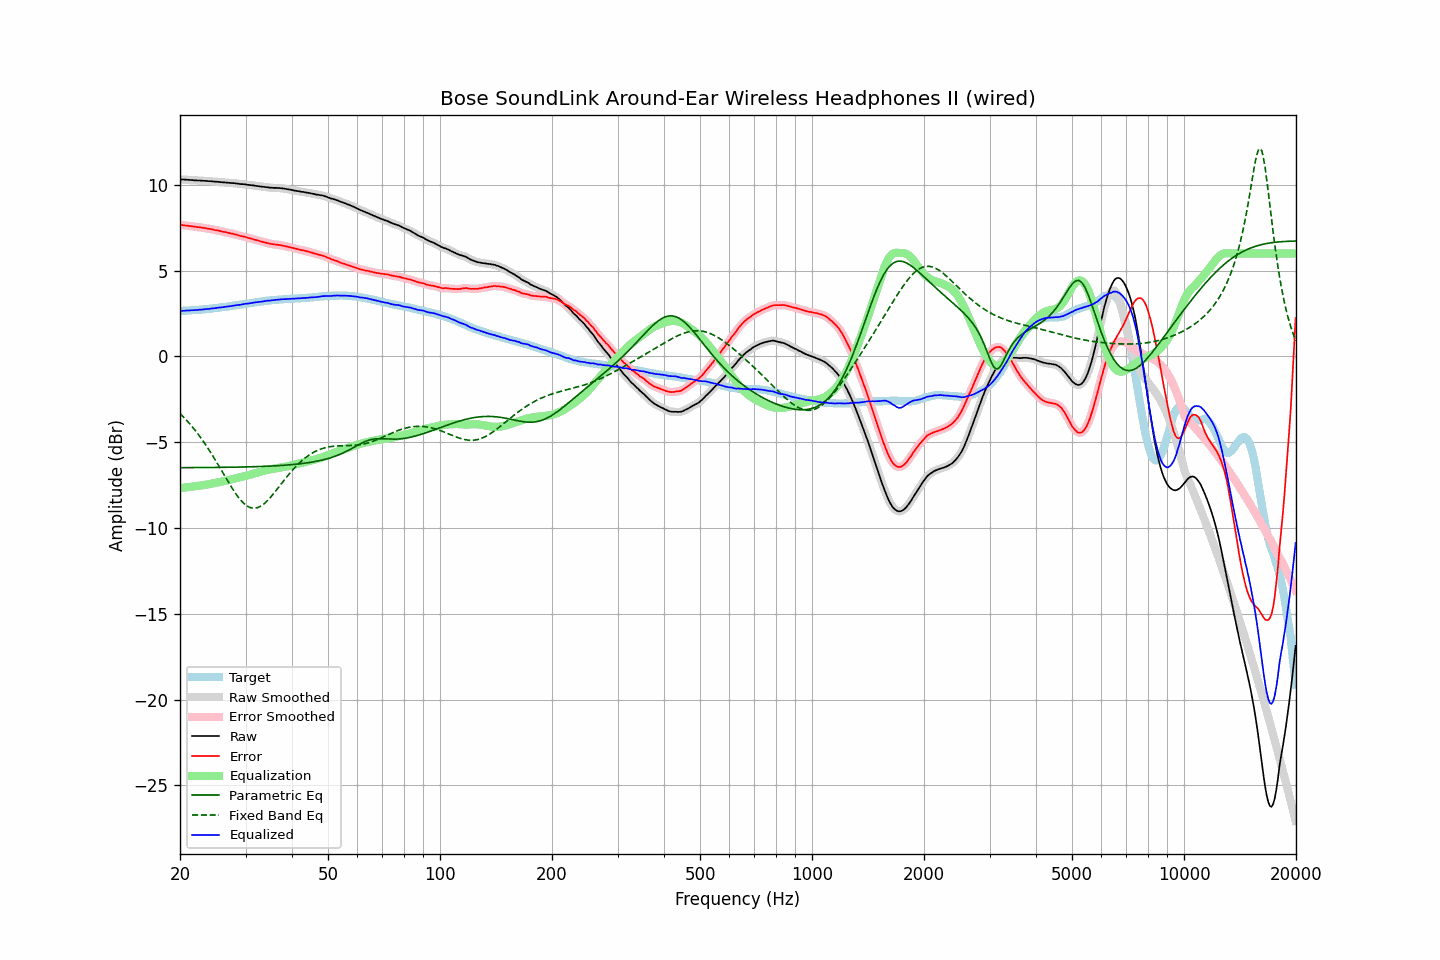 Bose SoundLink Around-Ear Wireless Headphones II (wired)
Amplitude (dBr)
10
5
0
−5
−10
−15
−20
−25
Target
Raw Smoothed
Error Smoothed
Raw
Error
Equalization
Parametric Eq
Fixed Band Eq
Equalized
20 50 100 200 500 1000 2000 5000 10000 20000
Frequency (Hz)